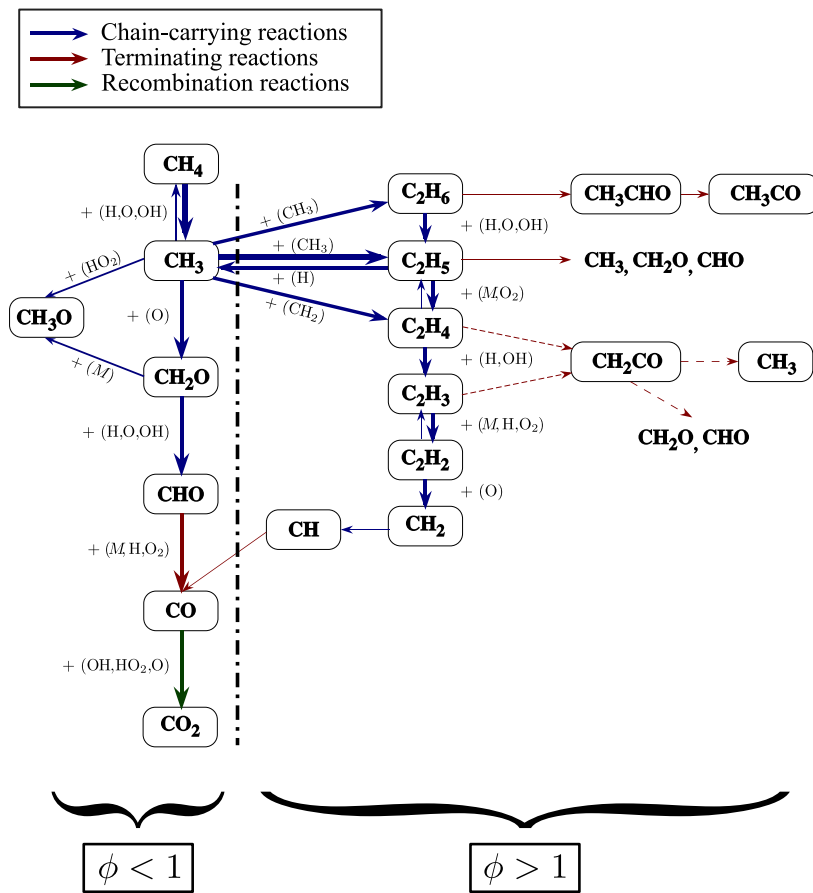 Chain-carrying reactions
Terminating reactions
Recombination reactions
CH₄
+ (H,O,OH)
CH₃
+ (HO₂)
CH₃O
+ (O)
+ (M)
CH₂O
+ (H,O,OH)
CHO
+ (M,H,O₂)
CO
+ (OH,HO₂,O)
CO₂
+ (CH₃)
+ (CH₃)
+ (H)
+ (CH₂)
C₂H₆
+ (H,O,OH)
C₂H₅
+ (M,O₂)
C₂H₄
+ (H,OH)
C₂H₃
+ (M,H,O₂)
C₂H₂
+ (O)
CH₂
CH
CH₃CHO
CH₃CO
CH₃, CH₂O, CHO
CH₂CO
CH₃
CH₂O, CHO
ϕ < 1
ϕ > 1